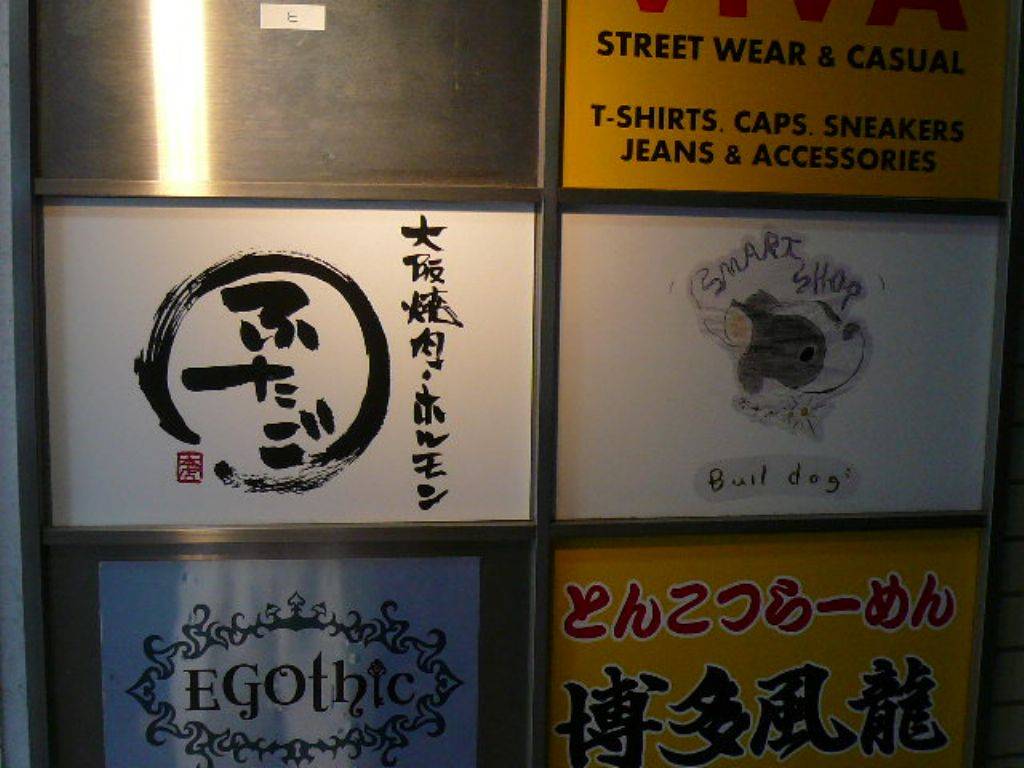 VIVA
STREET WEAR & CASUAL
T-SHIRTS. CAPS. SNEAKERS
JEANS & ACCESSORIES
大阪焼肉・ホルモン
ふたご
SMART SHOP
Bull dog
EGOthic
とんこつらーめん
博多風龍